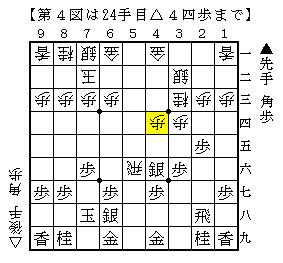 【第４図は24手目△４四歩まで】
9 8 7 6 5 4 3 2 1
香 桂 銀 金 金 香 一
王 銀 二
歩 歩 歩 歩 歩 桂 歩 歩 三
歩 歩 四
歩 五
歩 飛 銀 歩 六
歩 歩 歩 歩 歩 七
玉 銀 飛 八
香 桂 金 金 桂 香 九
▲先手 角歩
△後手 角歩